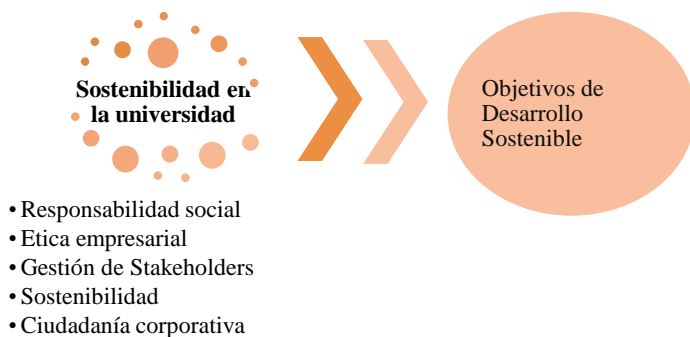 Sostenibilidad en
la universidad
Objetivos de
Desarrollo
Sostenible
• Responsabilidad social
• Etica empresarial
• Gestión de Stakeholders
• Sostenibilidad
• Ciudadanía corporativa